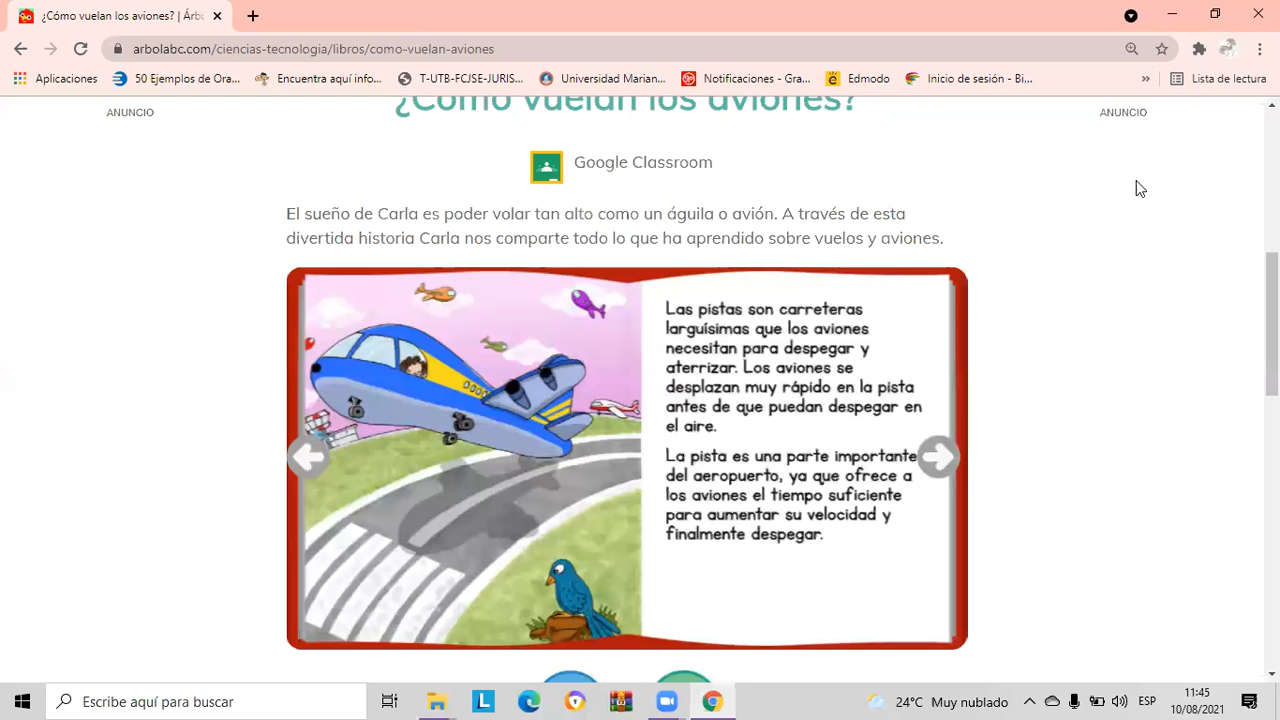 ¿Cómo vuelan los aviones? | Árbo
arbolabc.com/ciencias-tecnologia/libros/como-vuelan-aviones
Aplicaciones 50 Ejemplos de Ora... Encuentra aquí info... T-UTB-FCJSE-JURIS... Universidad Marian... Notificaciones - Gra... Edmodo Inicio de sesión - Bi... » Lista de lectura
¿Cómo vuelan los aviones?
ANUNCIO ANUNCIO
Google Classroom
El sueño de Carla es poder volar tan alto como un águila o avión. A través de esta
divertida historia Carla nos comparte todo lo que ha aprendido sobre vuelos y aviones.
Las pistas son carreteras
larguísimas que los aviones
necesitan para despegar y
aterrizar. Los aviones se
desplazan muy rápido en la pista
antes de que puedan despegar en
el aire.
La pista es una parte importante
del aeropuerto, ya que ofrece a
los aviones el tiempo suficiente
para aumentar su velocidad y
finalmente despegar.
Escribe aquí para buscar
24°C Muy nublado
ESP
11:45
10/08/2021